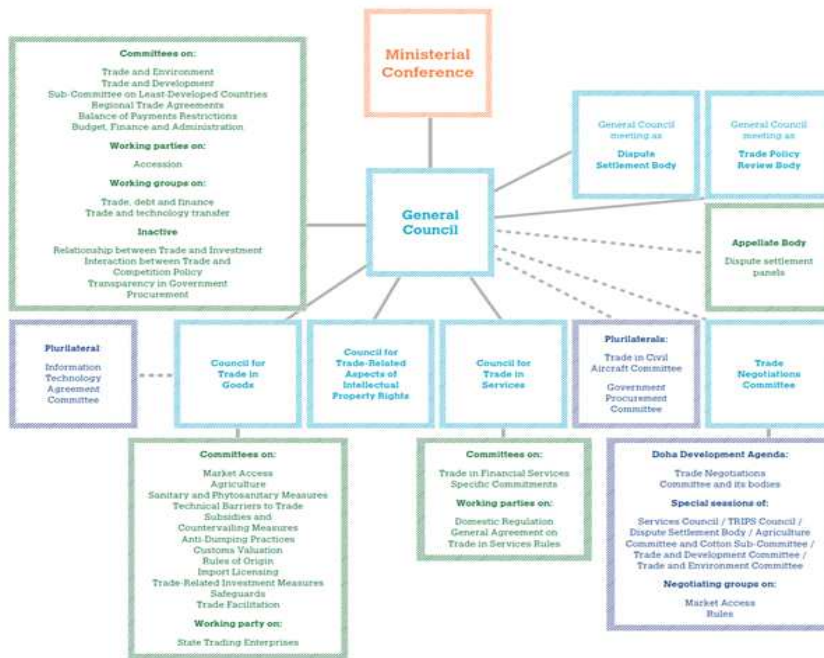 Ministerial
Conference
Committees on:
Trade and Environment
Trade and Development
Sub-Committee on Least-Developed Countries
Regional Trade Agreements
Balance of Payments Restrictions
Budget, Finance and Administration
Working parties on:
Accession
Working groups on:
Trade, debt and finance
Trade and technology transfer
Inactive
Relationship between Trade and Investment
Interaction between Trade and
Competition Policy
Transparency in Government
Procurement
General
Council
General Council
meeting as
Dispute
Settlement Body
General Council
meeting as
Trade Policy
Review Body
Appellate Body
Dispute settlement
panels
Plurilateral
Information
Technology
Agreement
Committee
Council for
Trade in
Goods
Council for
Trade-Related
Aspects of
Intellectual
Property Rights
Council for
Trade in
Services
Plurilaterals:
Trade in Civil
Aircraft Committee
Government
Procurement
Committee
Trade
Negotiations
Committee
Committees on:
Market Access
Agriculture
Sanitary and Phytosanitary Measures
Technical Barriers to Trade
Subsidies and
Countervailing Measures
Anti-Dumping Practices
Customs Valuation
Rules of Origin
Import Licensing
Trade-Related Investment Measures
Safeguards
Trade Facilitation
Working party on:
State Trading Enterprises
Committees on:
Trade in Financial Services
Specific Commitments
Working parties on:
Domestic Regulation
General Agreement on
Trade in Services Rules
Doha Development Agenda:
Trade Negotiations
Committee and its bodies
Special sessions of:
Services Council / TRIPS Council /
Dispute Settlement Body / Agriculture
Committee and Cotton Sub-Committee /
Trade and Development Committee /
Trade and Environment Committee
Negotiating groups on:
Market Access
Rules